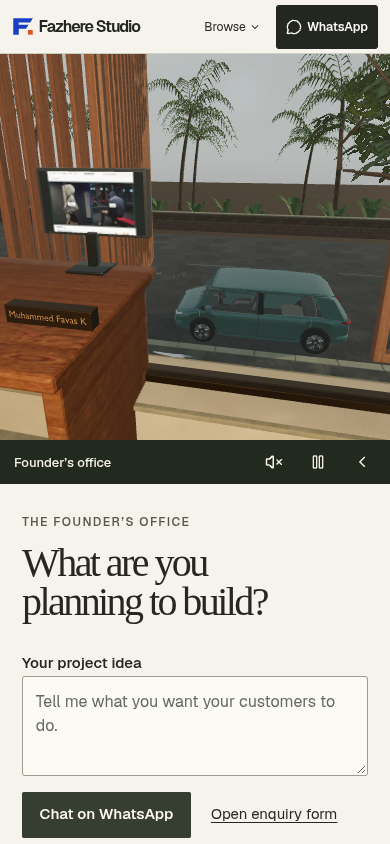 Fazhere Studio
Browse
WhatsApp
Muhammed Favas K
Founder's office
THE FOUNDER'S OFFICE
What are you
planning to build?
Your project idea
Tell me what you want your customers to
do.
Chat on WhatsApp
Open enquiry form